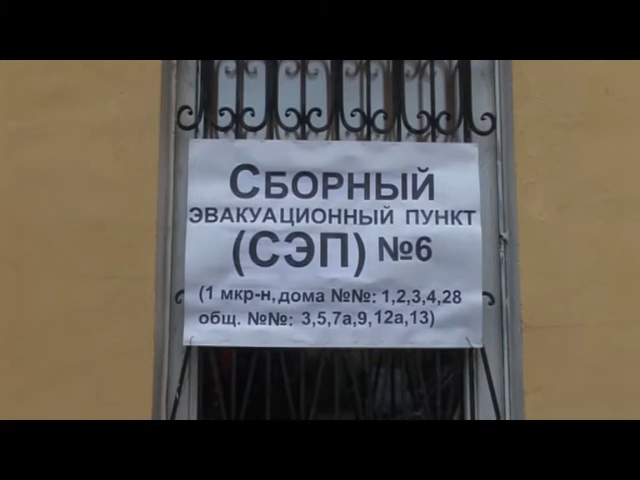 Сборный
эвакуационный пункт
(СЭП) №6
(1 мкр-н, дома №№: 1,2,3,4,28
общ. №№: 3,5,7а,9,12а,13)